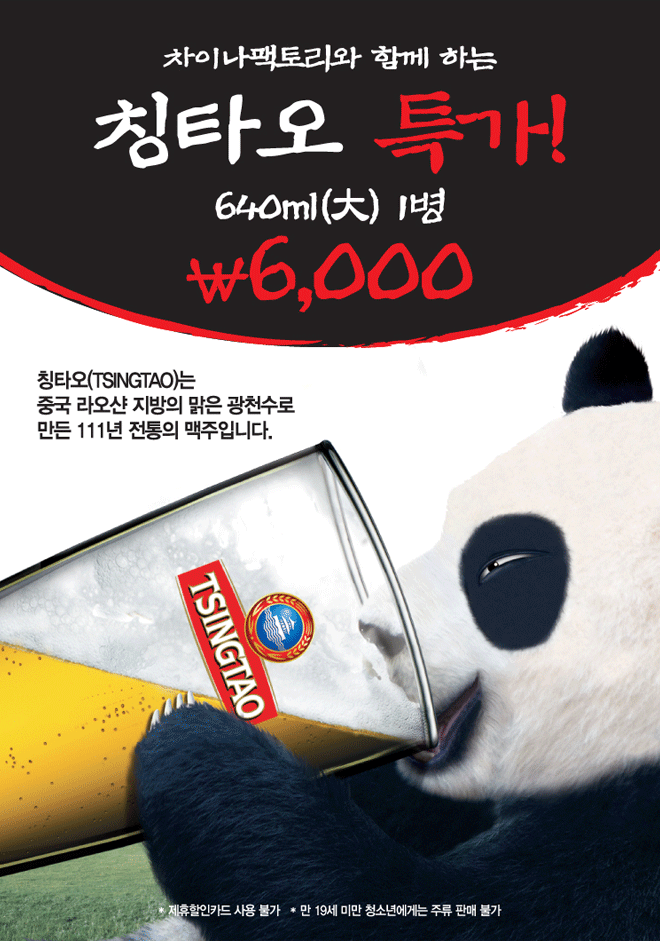 차이나팩토리와 함께 하는
칭타오 특가!
640ml(大) 1병
₩6,000
칭타오(TSINGTAO)는
중국 라오샨 지방의 맑은 광천수로
만든 111년 전통의 맥주입니다.
TSINGTAO
* 제휴할인카드 사용 불가 * 만 19세 미만 청소년에게는 주류 판매 불가